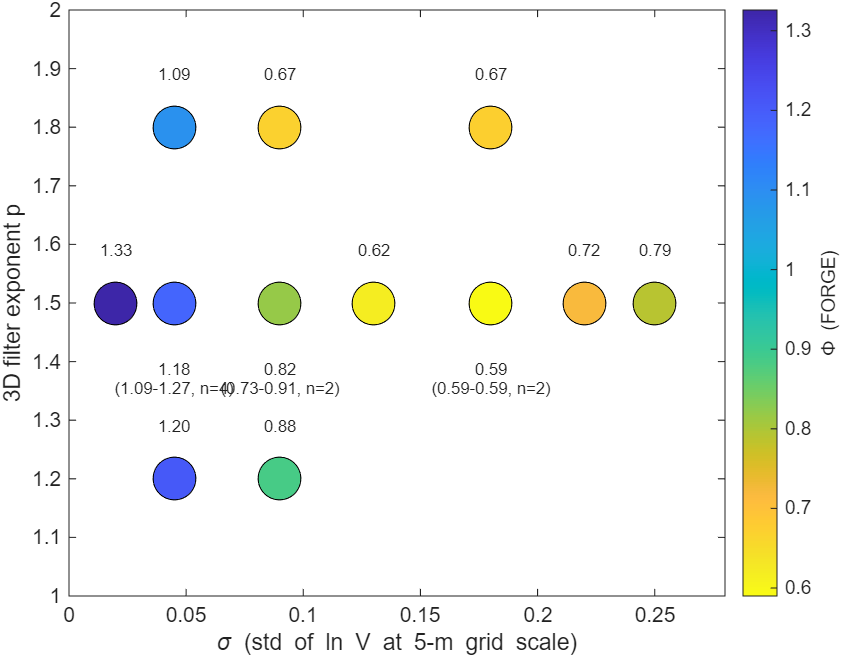 2
1.9
1.8
1.7
1.6
1.5
1.4
1.3
1.2
1.1
1
3D filter exponent p
1.09 0.67 0.67
1.33 0.62 0.72 0.79
1.18 0.82 0.59
(1.09-1.27, n=4) (0.73-0.91, n=2) (0.59-0.59, n=2)
1.20 0.88
0 0.05 0.1 0.15 0.2 0.25
σ (std of ln V at 5-m grid scale)
1.3
1.2
1.1
1
0.9
0.8
0.7
0.6
Φ (FORGE)